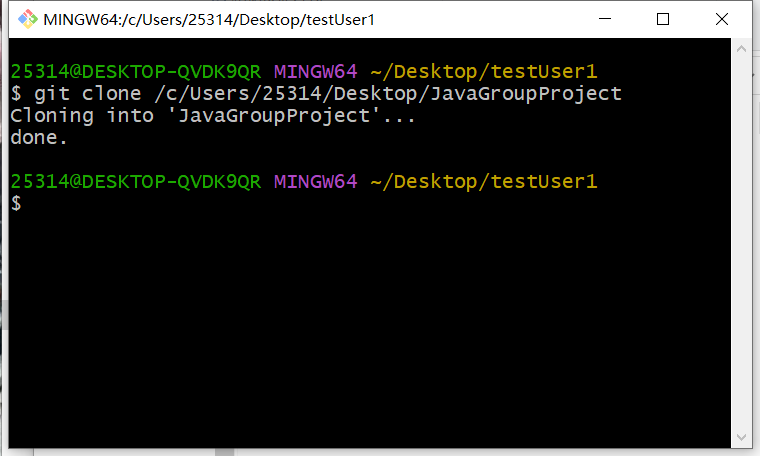 MINGW64:/c/Users/25314/Desktop/testUser1
25314@DESKTOP-QVDK9QR MINGW64 ~/Desktop/testUser1
$ git clone /c/Users/25314/Desktop/JavaGroupProject
Cloning into 'JavaGroupProject'...
done.
25314@DESKTOP-QVDK9QR MINGW64 ~/Desktop/testUser1
$